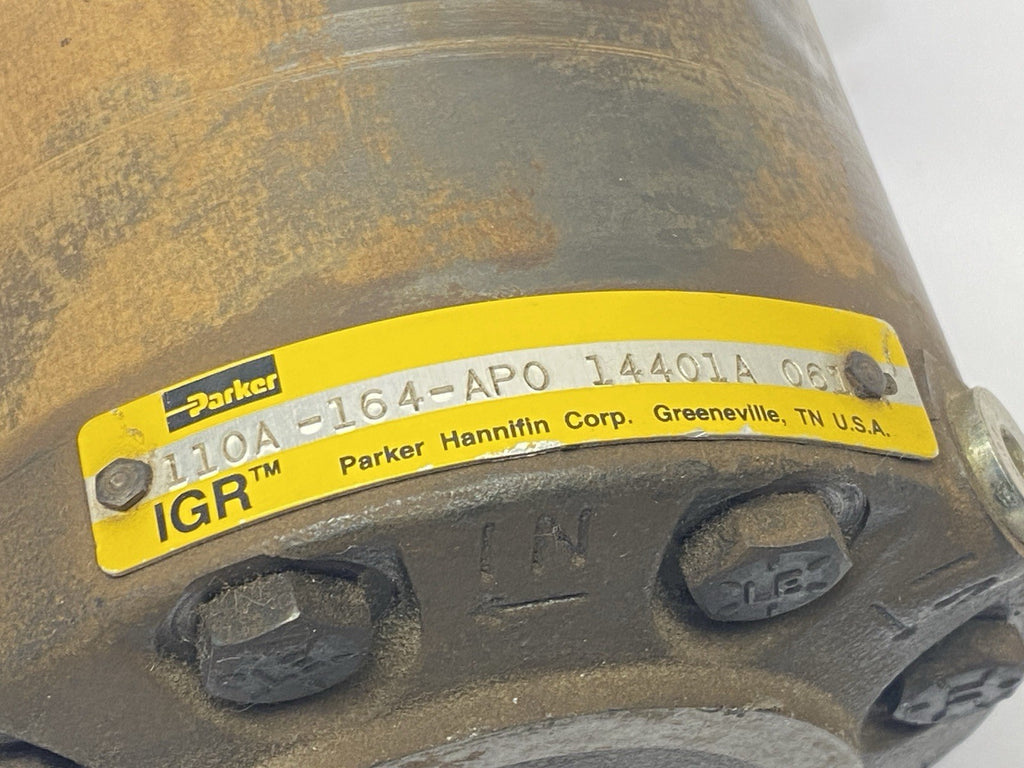 Parker
110A-164-AP0 14401A 061
IGR™ Parker Hannifin Corp. Greeneville, TN U.S.A.
IN